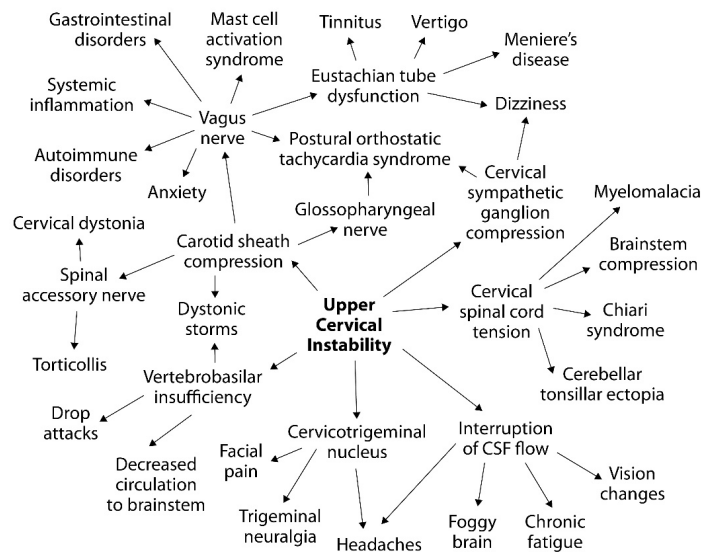 Gastrointestinal
disorders
Mast cell
activation
syndrome
Tinnitus
Vertigo
Meniere's
disease
Systemic
inflammation
Eustachian tube
dysfunction
Dizziness
Vagus
nerve
Autoimmune
disorders
Anxiety
Postural orthostatic
tachycardia syndrome
Cervical
sympathetic
ganglion
compression
Myelomalacia
Cervical dystonia
Glossopharyngeal
nerve
Carotid sheath
compression
Brainstem
compression
Spinal
accessory nerve
Dystonic
storms
Upper
Cervical
Instability
Cervical
spinal cord
tension
Chiari
syndrome
Torticollis
Vertebrobasilar
insufficiency
Cerebellar
tonsillar ectopia
Drop
attacks
Decreased
circulation
to brainstem
Facial
pain
Cervicotrigeminal
nucleus
Interruption
of CSF flow
Vision
changes
Trigeminal
neuralgia
Headaches
Foggy
brain
Chronic
fatigue